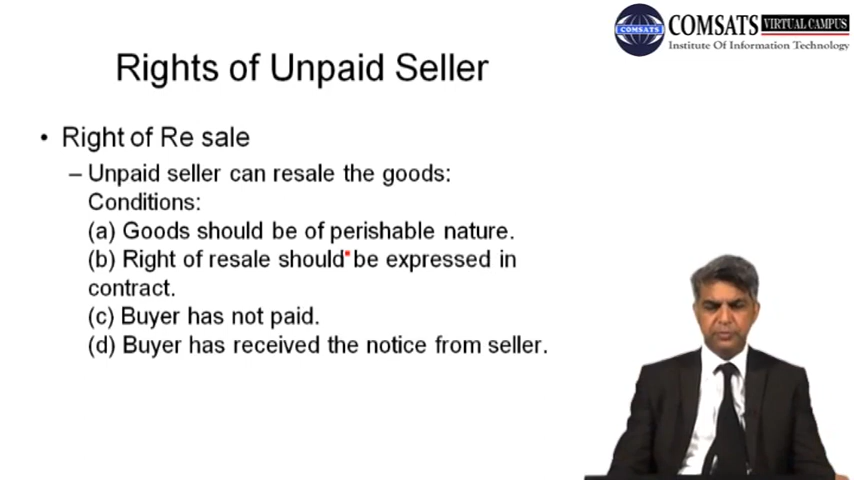 COMSATS
COMSATS VIRTUAL CAMPUS
Institute Of Information Technology
Rights of Unpaid Seller
• Right of Re sale
– Unpaid seller can resale the goods:
Conditions:
(a) Goods should be of perishable nature.
(b) Right of resale should be expressed in
contract.
(c) Buyer has not paid.
(d) Buyer has received the notice from seller.